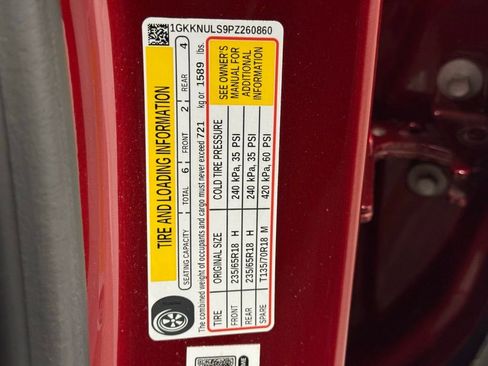 1GKKNULS9PZ260860
TIRE AND LOADING INFORMATION
SEATING CAPACITY TOTAL 6 FRONT 2 REAR 4
The combined weight of occupants and cargo must never exceed 721 kg or 1589 lbs.
TIRE ORIGINAL SIZE COLD TIRE PRESSURE
FRONT 235/65R18 H 240 kPa, 35 PSI
REAR 235/65R18 H 240 kPa, 35 PSI
SPARE T135/70R18 M 420 kPa, 60 PSI
SEE OWNER'S
MANUAL FOR
ADDITIONAL
INFORMATION